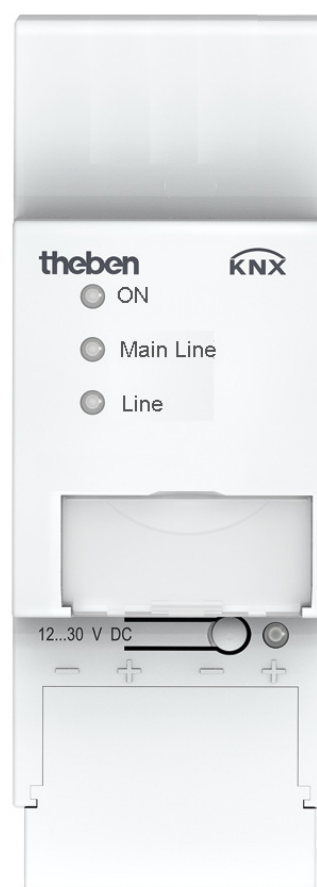 theben KNX
ON
Main Line
Line
12...30 V DC
− + − +